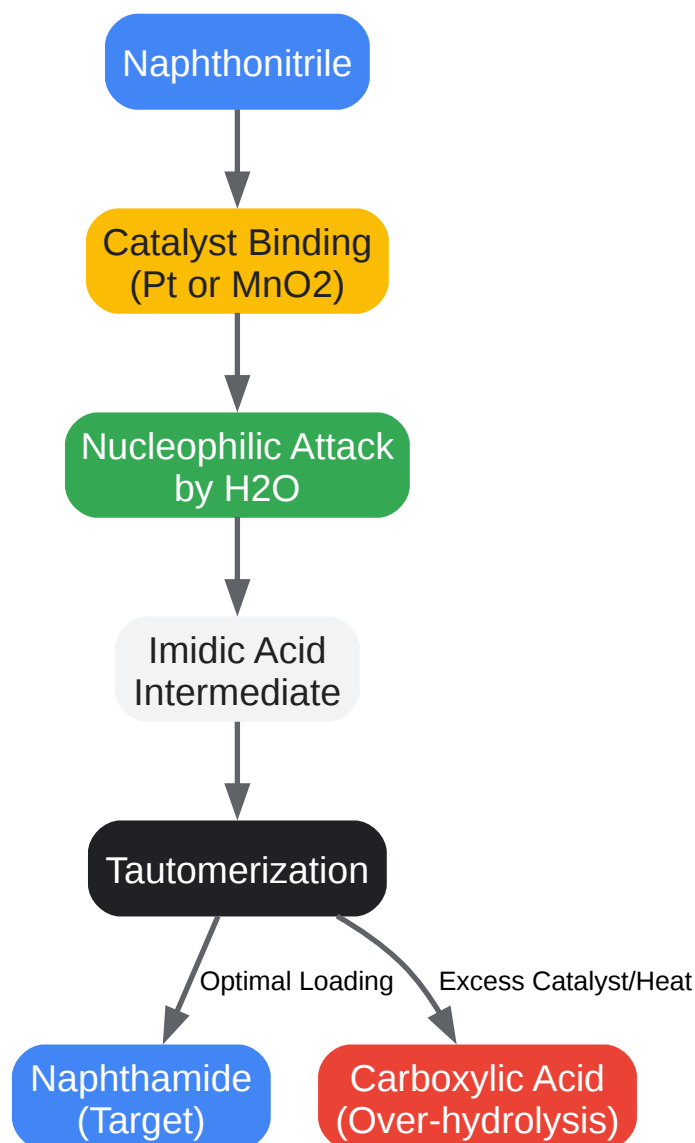 Naphthonitrile
Catalyst Binding
(Pt or MnO2)
Nucleophilic Attack
by H2O
Imidic Acid
Intermediate
Tautomerization
Optimal Loading
Excess Catalyst/Heat
Naphthamide
(Target)
Carboxylic Acid
(Over-hydrolysis)